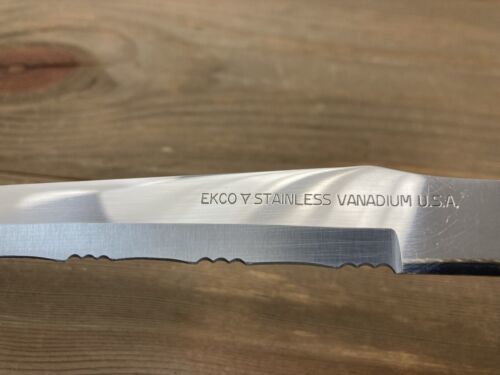 EKCO ▽ STAINLESS VANADIUM U.S.A.